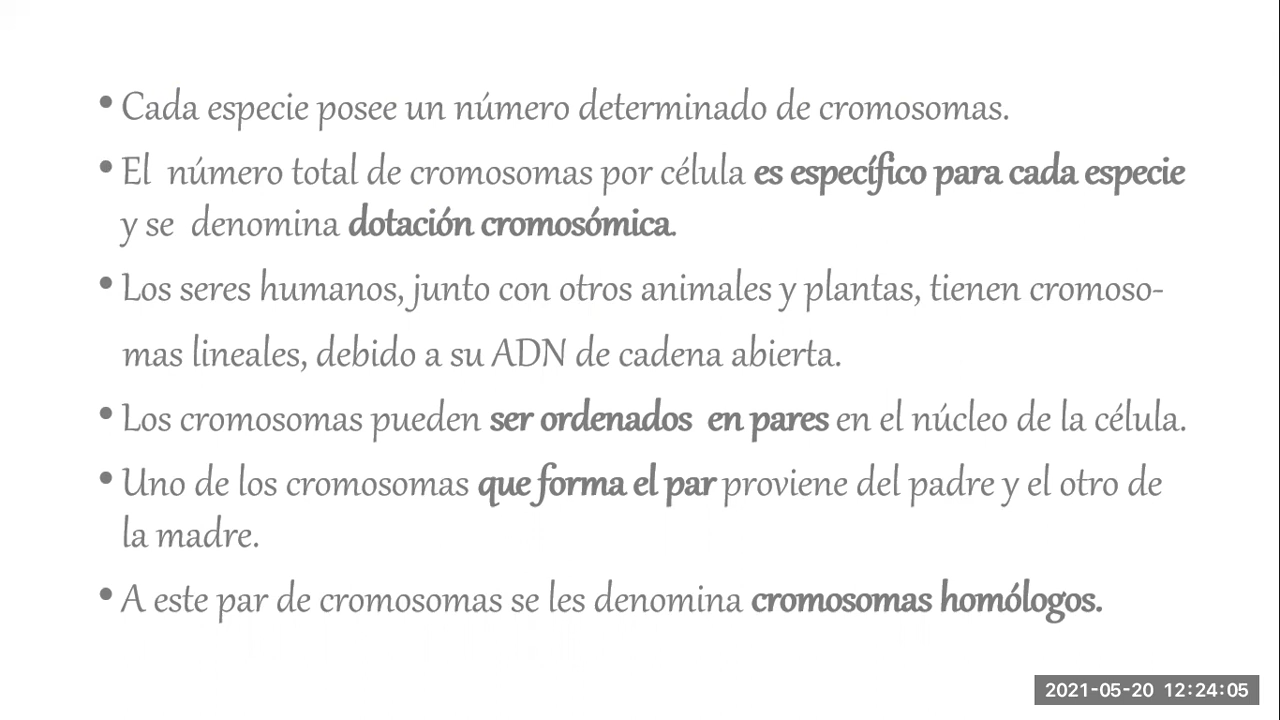 • Cada especie posee un número determinado de cromosomas.
• El número total de cromosomas por célula es específico para cada especie
y se denomina dotación cromosómica.
• Los seres humanos, junto con otros animales y plantas, tienen cromoso-
mas lineales, debido a su ADN de cadena abierta.
• Los cromosomas pueden ser ordenados en pares en el núcleo de la célula.
• Uno de los cromosomas que forma el par proviene del padre y el otro de
la madre.
• A este par de cromosomas se les denomina cromosomas homólogos.
2021-05-20 12:24:05